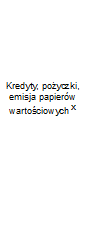 Kredyty, pożyczki,
emisja papierów
wartościowych x